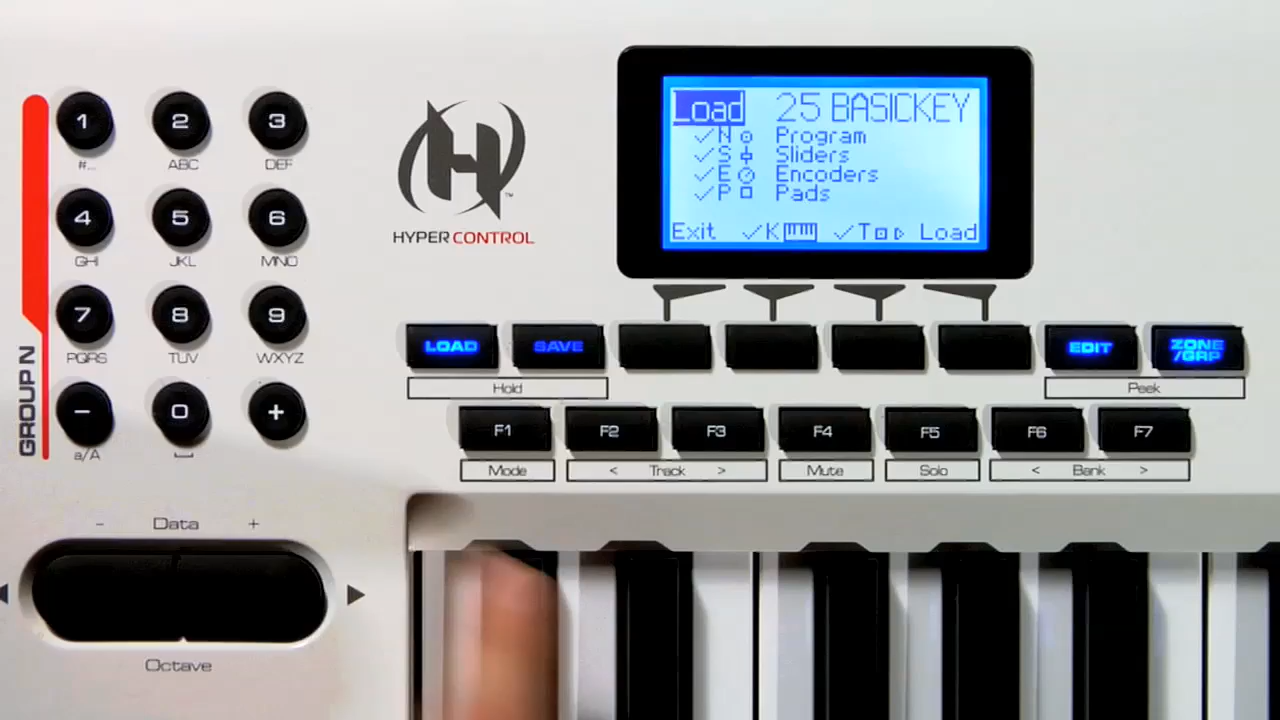 Load 25 BASICKEY
✓N Program
✓S Sliders
✓E Encoders
✓P Pads
Exit ✓K ✓T Load
1 2 3
#... ABC DEF
4 5 6
GHI JKL MNO
7 8 9
PQRS TUV WXYZ
- 0 +
a/A
GROUP N
HYPER CONTROL™
LOAD SAVE EDIT ZONE
/GRP
Hold Peek
F1 F2 F3 F4 F5 F6 F7
Mode < Track > Mute Solo < Bank >
- Data +
Octave